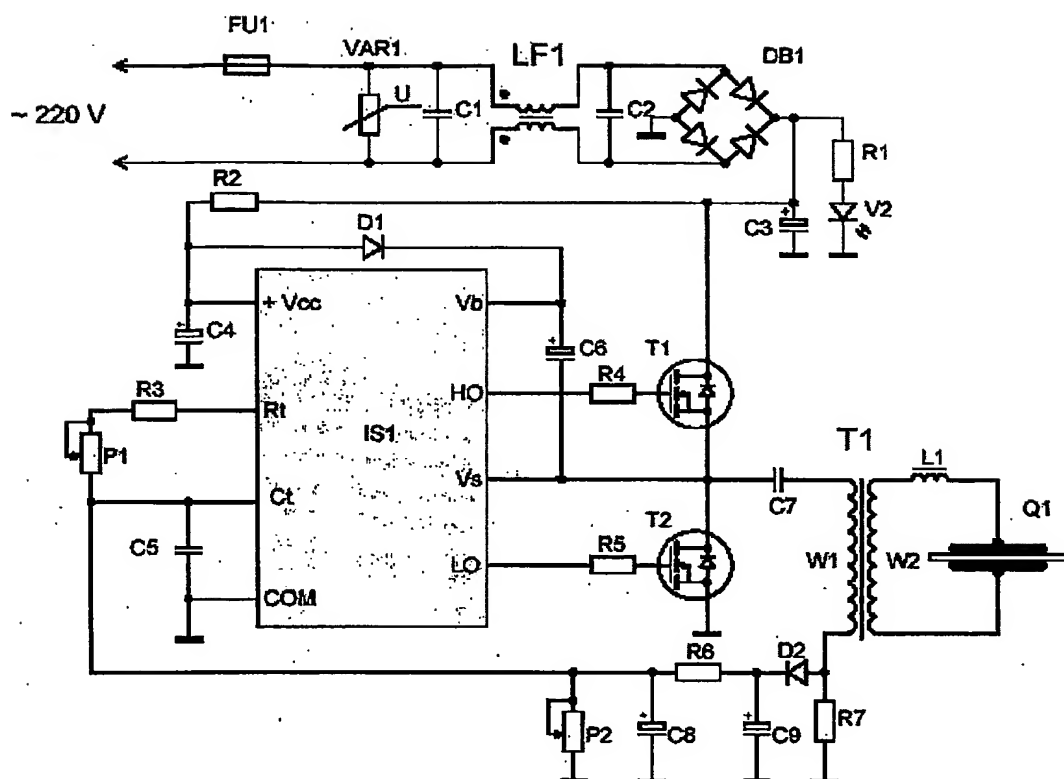 FU1
VAR1
LF1
DB1
~ 220 V
U
C1
C2
R1
R2
D1
C3
V2
+ Vcc
Vb
C4
C6
T1
R3
HO
R4
Rt
IS1
P1
T1
L1
Ct
Vs
C7
Q1
C5
T2
R5
LO
W1
W2
COM
R6
D2
P2
C8
C9
R7